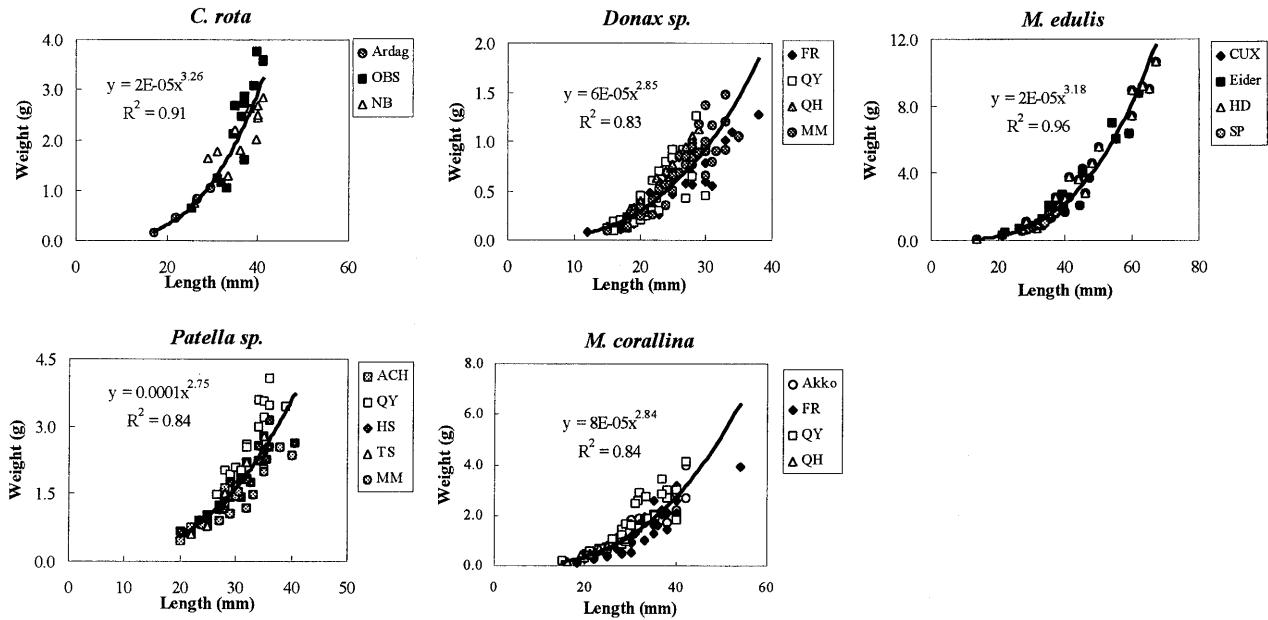 C. rota
4.0
3.0
2.0
1.0
0.0
Weight (g)
y = 2E-05x^3.26
R^2 = 0.91
Ardag
OBS
NB
0 20 40 60
Length (mm)
Donax sp.
2.0
1.5
1.0
0.5
0.0
Weight (g)
y = 6E-05x^2.85
R^2 = 0.83
FR
QY
QH
MM
0 10 20 30 40
Length (mm)
M. edulis
12.0
8.0
4.0
0.0
Weight (g)
y = 2E-05x^3.18
R^2 = 0.96
CUX
Eider
HD
SP
0 20 40 60 80
Length (mm)
Patella sp.
4.5
3.0
1.5
0.0
Weight (g)
y = 0.0001x^2.75
R^2 = 0.84
ACH
QY
HS
TS
MM
0 10 20 30 40 50
Length (mm)
M. corallina
8.0
6.0
4.0
2.0
0.0
Weight (g)
y = 8E-05x^2.84
R^2 = 0.84
Akko
FR
QY
QH
0 20 40 60
Length (mm)